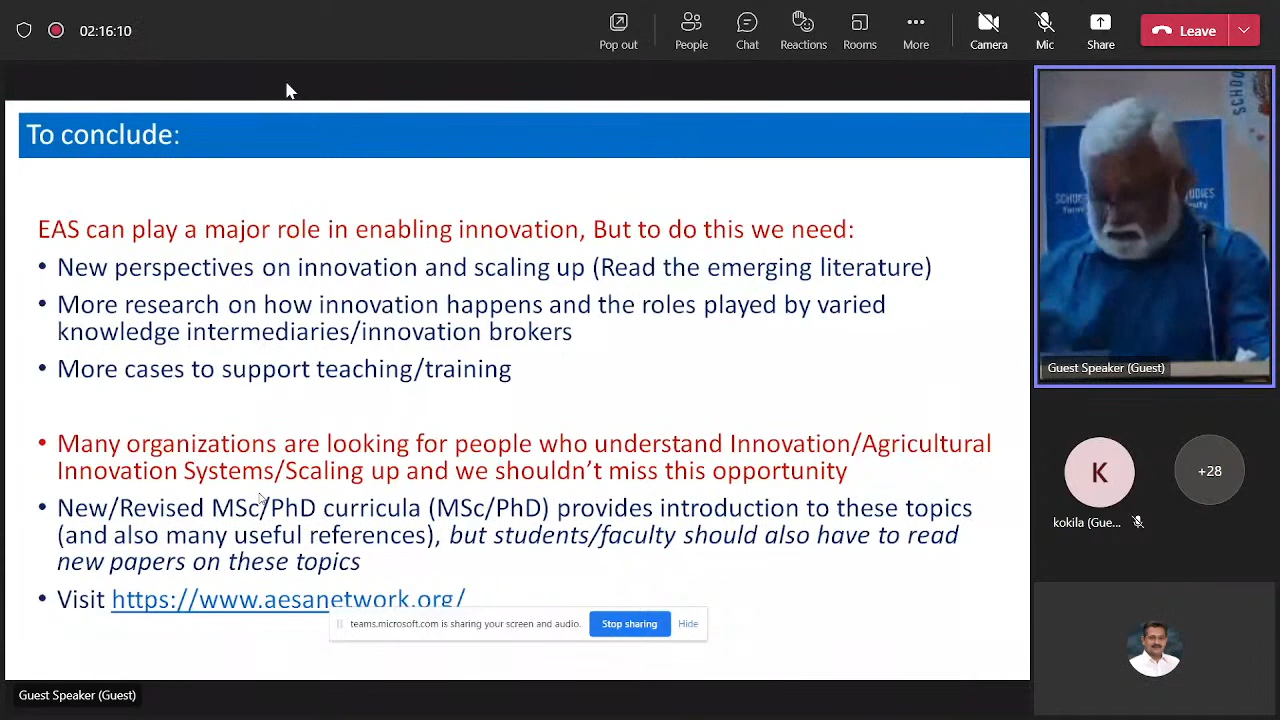 02:16:10
Pop out
People
Chat
Reactions
Rooms
More
Camera
Mic
Share
Leave
To conclude:
EAS can play a major role in enabling innovation, But to do this we need:
• New perspectives on innovation and scaling up (Read the emerging literature)
• More research on how innovation happens and the roles played by varied
knowledge intermediaries/innovation brokers
• More cases to support teaching/training
• Many organizations are looking for people who understand Innovation/Agricultural
Innovation Systems/Scaling up and we shouldn't miss this opportunity
• New/Revised MSc/PhD curricula (MSc/PhD) provides introduction to these topics
(and also many useful references), but students/faculty should also have to read
new papers on these topics
• Visit https://www.aesanetwork.org/
teams.microsoft.com is sharing your screen and audio.
Stop sharing
Hide
Guest Speaker (Guest)
Guest Speaker (Guest)
K
kokila (Gue...
+28